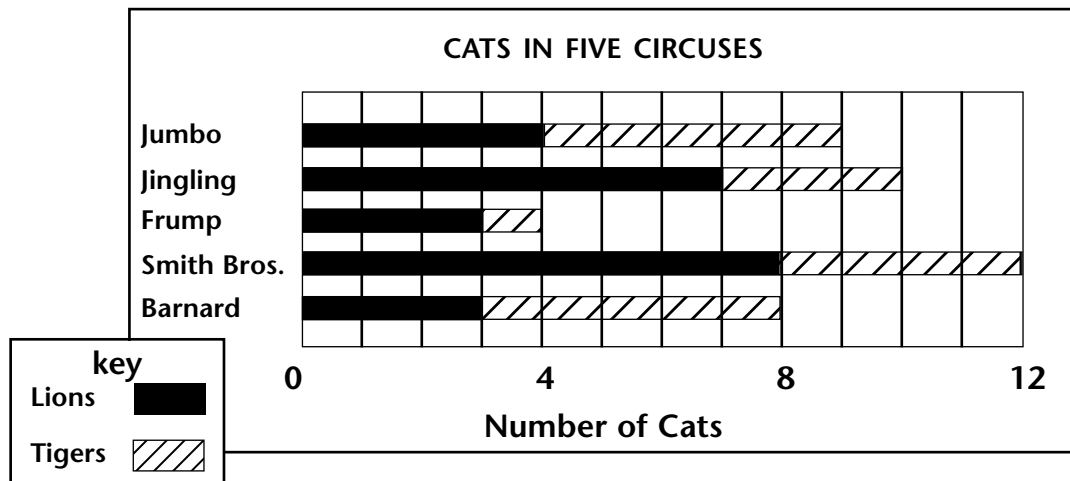 CATS IN FIVE CIRCUSES
Jumbo
Jingling
Frump
Smith Bros.
Barnard
0 4 8 12
Number of Cats
key
Lions
Tigers